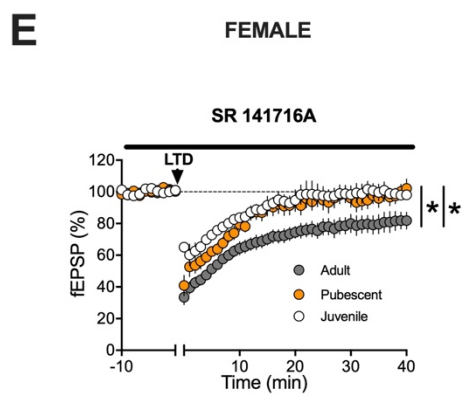 E
FEMALE
SR 141716A
LTD
120
100
80
60
40
20
0
fEPSP (%)
* *
Adult
Pubescent
Juvenile
-10 10 20 30 40
Time (min)